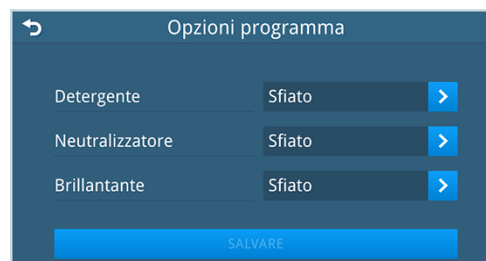 Opzioni programma
Detergente Sfiato
Neutralizzatore Sfiato
Brillantante Sfiato
SALVARE